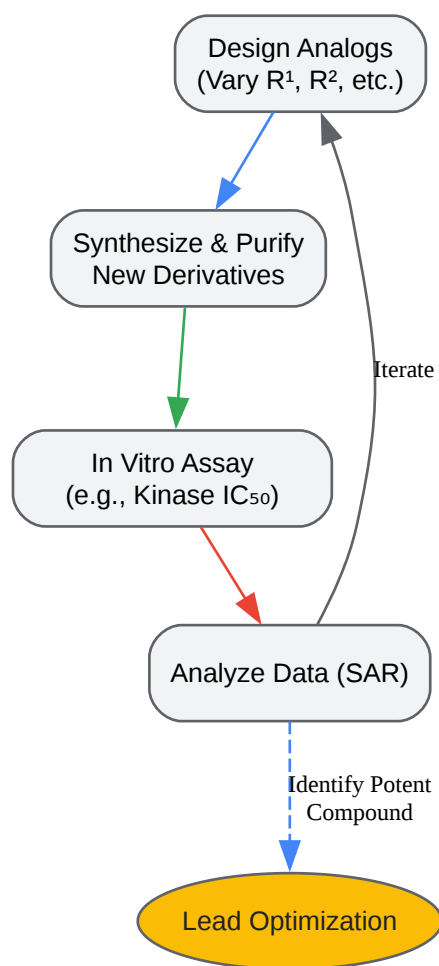 Design Analogs
(Vary R¹, R², etc.)
Synthesize & Purify
New Derivatives
Iterate
In Vitro Assay
(e.g., Kinase IC₅₀)
Analyze Data (SAR)
Identify Potent
Compound
Lead Optimization